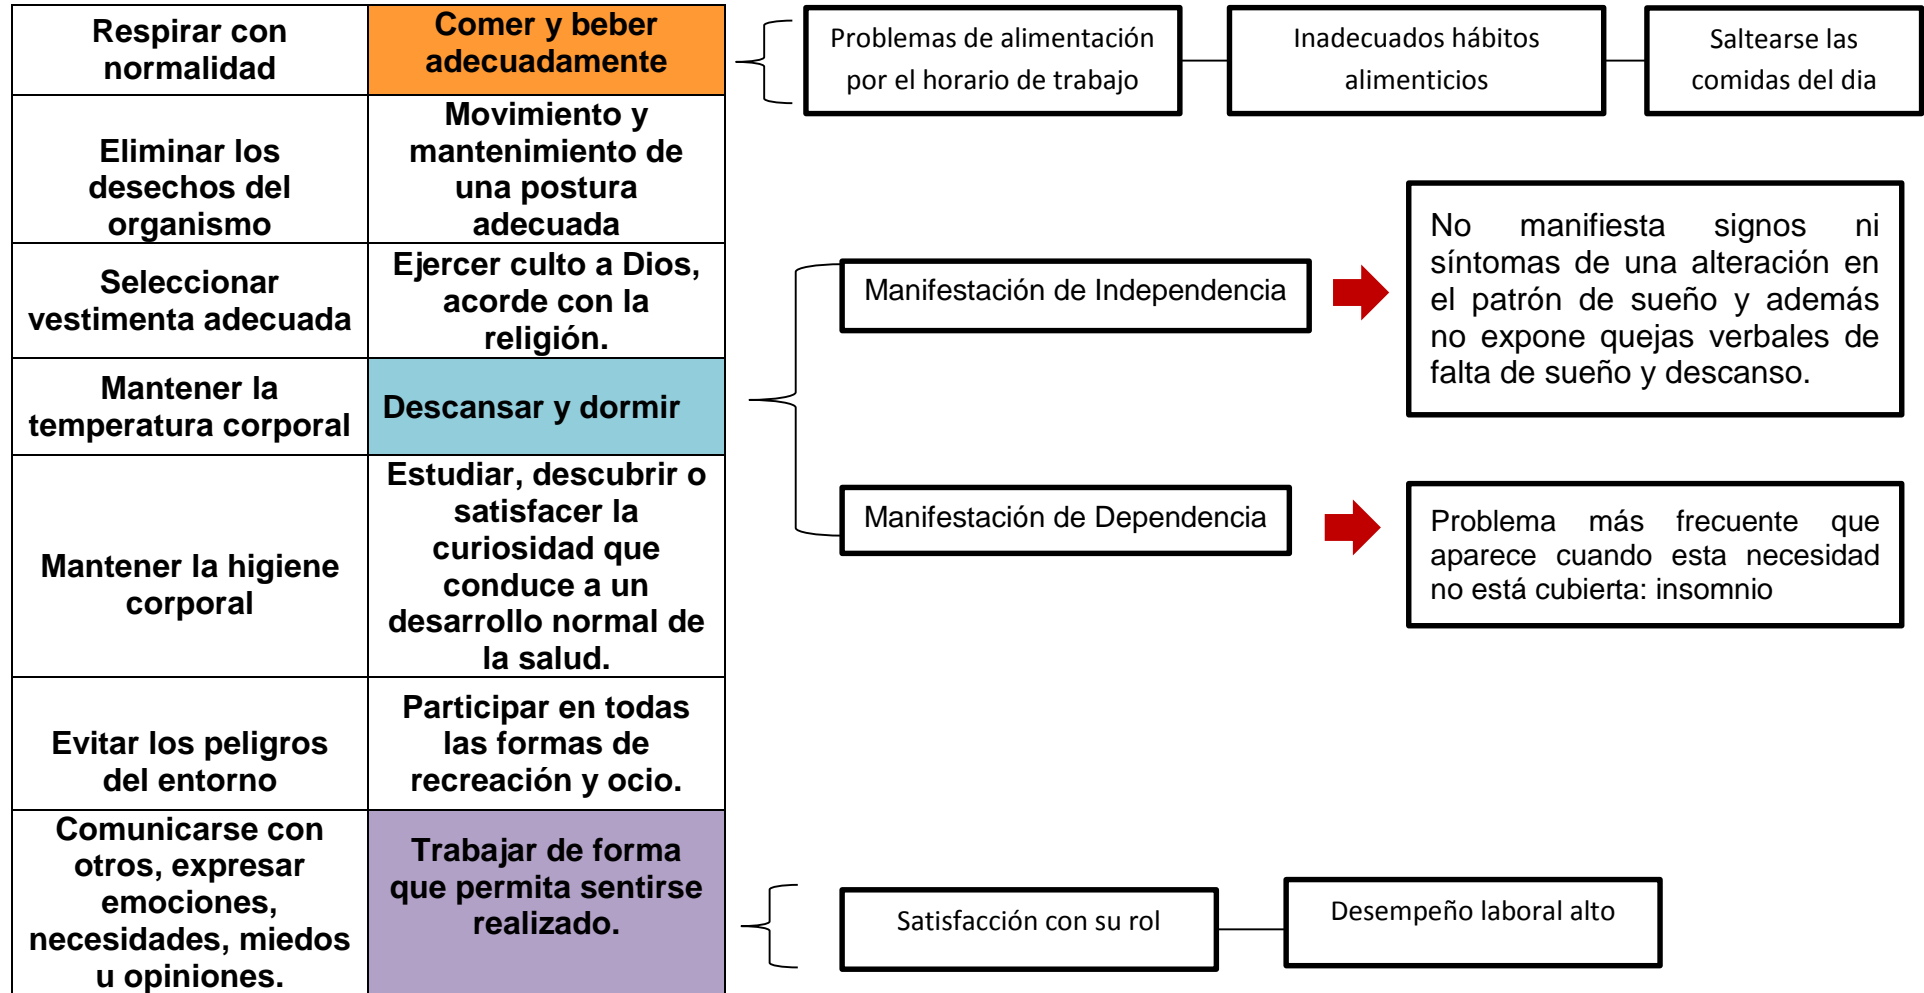 Respirar con
normalidad
Comer y beber
adecuadamente
Problemas de alimentación
por el horario de trabajo
Inadecuados hábitos
alimenticios
Saltearse las
comidas del dia
Eliminar los
desechos del
organismo
Movimiento y
mantenimiento de
una postura
adecuada
Seleccionar
vestimenta adecuada
Ejercer culto a Dios,
acorde con la
religión.
Mantener la
temperatura corporal
Descansar y dormir
Manifestación de Independencia
No manifiesta signos ni
síntomas de una alteración en
el patrón de sueño y además
no expone quejas verbales de
falta de sueño y descanso.
Manifestación de Dependencia
Problema más frecuente que
aparece cuando esta necesidad
no está cubierta: insomnio
Mantener la higiene
corporal
Estudiar, descubrir o
satisfacer la
curiosidad que
conduce a un
desarrollo normal de
la salud.
Evitar los peligros
del entorno
Participar en todas
las formas de
recreación y ocio.
Comunicarse con
otros, expresar
emociones,
necesidades, miedos
u opiniones.
Trabajar de forma
que permita sentirse
realizado.
Satisfacción con su rol
Desempeño laboral alto